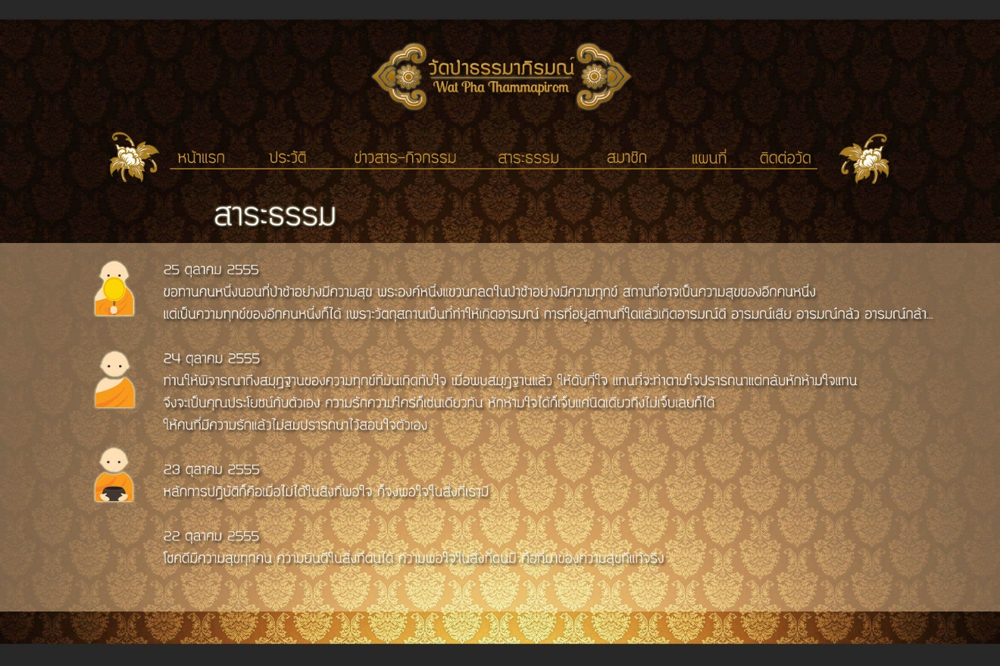 วัดป่าธรรมาภิรมณ์
Wat Pha Thammapirom
หน้าแรก ประวัติ ข่าวสาร-กิจกรรม สาระธรรม สมาชิก แผนที่ ติดต่อวัด
สาระธรรม
25 ตุลาคม 2555
ขอทานคนหนึ่งนอนที่ป่าช้าอย่างมีความสุข พระองค์หนึ่งแขวนกลดในป่าช้าอย่างมีความทุกข์ สถานที่อาจเป็นความสุขของอีกคนหนึ่ง
แต่เป็นความทุกข์ของอีกคนหนึ่งก็ได้ เพราะวัตถุสถานเป็นที่ทำให้เกิดอารมณ์ การที่อยู่สถานที่ใดแล้วเกิดอารมณ์ดี อารมณ์เสีย อารมณ์กลัว อารมณ์กล้า...
24 ตุลาคม 2555
ท่านให้พิจารณาถึงสมุฏฐานของความทุกข์ที่มันเกิดกับใจ เมื่อพบสมุฏฐานแล้ว ให้ดับที่ใจ แทนที่จะทำตามใจปรารถนาแต่กลับหักห้ามใจแทน
จึงจะเป็นคุณประโยชน์กับตัวเอง ความรักความใคร่ก็เช่นเดียวกัน หักห้ามใจได้ก็เจ็บแค่นิดเดียวถึงไม่เจ็บเลยก็ได้
ให้คนที่มีความรักแล้วไม่สมปรารถนาไว้สอนใจตัวเอง
23 ตุลาคม 2555
หลักการปฏิบัติก็คือเมื่อไม่ได้ในสิ่งที่พอใจ ก็จงพอใจในสิ่งที่เรามี
22 ตุลาคม 2555
โชคดีมีความสุขทุกคน ความยินดีในสิ่งที่ตนได้ ความพอใจในสิ่งที่ตนมี คือที่มาของความสุขที่แท้จริง